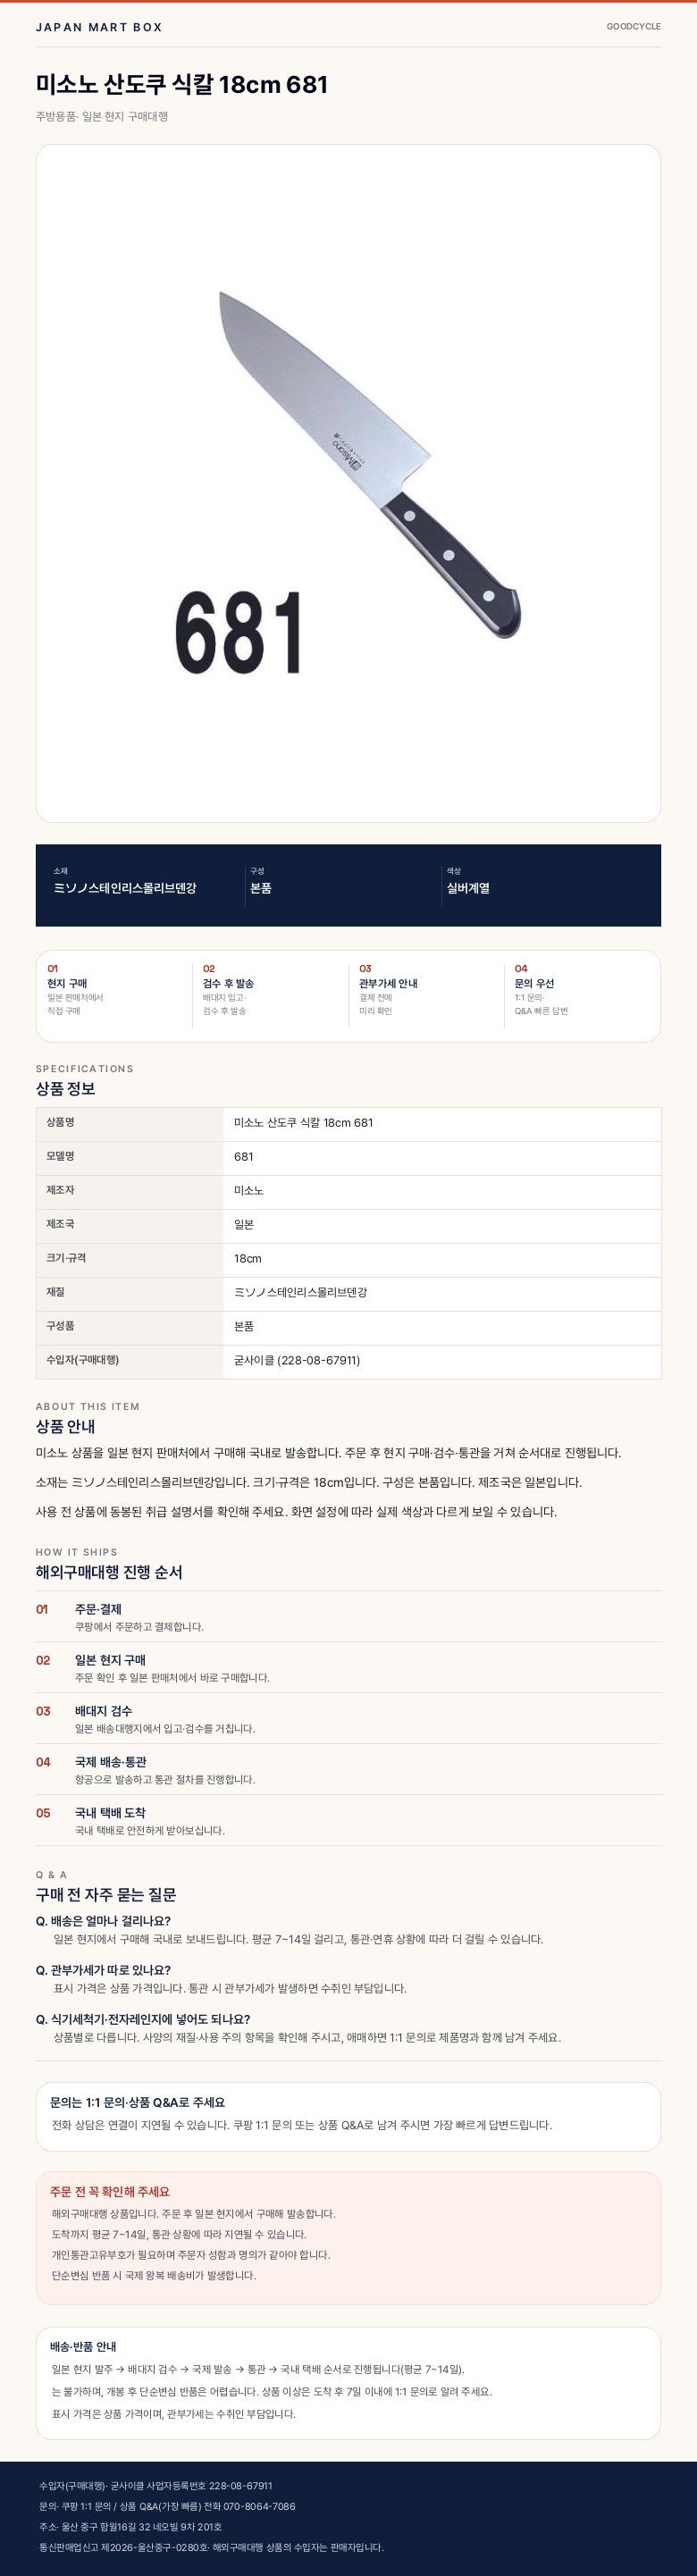 JAPAN MART BOX
GOODCYCLE
미소노 산도쿠 식칼 18cm 681
주방용품· 일본 현지 구매대행
Misono
681
소재
ミソノス테인리스몰리브덴강
구성
본품
색상
실버계열
01
현지 구매
일본 판매처에서
직접 구매
02
검수 후 발송
배대지 입고·
검수 후 발송
03
관부가세 안내
결제 전에
미리 확인
04
문의 우선
1:1 문의·
Q&A 빠른 답변
SPECIFICATIONS
상품 정보
상품명 미소노 산도쿠 식칼 18cm 681
모델명 681
제조자 미소노
제조국 일본
크기·규격 18cm
재질 ミソノ스테인리스몰리브덴강
구성품 본품
수입자(구매대행) 굳사이클 (228-08-67911)
ABOUT THIS ITEM
상품 안내
미소노 상품을 일본 현지 판매처에서 구매해 국내로 발송합니다. 주문 후 현지 구매·검수·통관을 거쳐 순서대로 진행됩니다.
소재는 ミソノ스테인리스몰리브덴강입니다. 크기·규격은 18cm입니다. 구성은 본품입니다. 제조국은 일본입니다.
사용 전 상품에 동봉된 취급 설명서를 확인해 주세요. 화면 설정에 따라 실제 색상과 다르게 보일 수 있습니다.
HOW IT SHIPS
해외구매대행 진행 순서
01 주문·결제
쿠팡에서 주문하고 결제합니다.
02 일본 현지 구매
주문 확인 후 일본 판매처에서 바로 구매합니다.
03 배대지 검수
일본 배송대행지에서 입고·검수를 거칩니다.
04 국제 배송·통관
항공으로 발송하고 통관 절차를 진행합니다.
05 국내 택배 도착
국내 택배로 안전하게 받아보십니다.
Q & A
구매 전 자주 묻는 질문
Q. 배송은 얼마나 걸리나요?
일본 현지에서 구매해 국내로 보내드립니다. 평균 7~14일 걸리고, 통관·연휴 상황에 따라 더 걸릴 수 있습니다.
Q. 관부가세가 따로 있나요?
표시 가격은 상품 가격입니다. 통관 시 관부가세가 발생하면 수취인 부담입니다.
Q. 식기세척기·전자레인지에 넣어도 되나요?
상품별로 다릅니다. 사양의 재질·사용 주의 항목을 확인해 주시고, 애매하면 1:1 문의로 제품명과 함께 남겨 주세요.
문의는 1:1 문의·상품 Q&A로 주세요
전화 상담은 연결이 지연될 수 있습니다. 쿠팡 1:1 문의 또는 상품 Q&A로 남겨 주시면 가장 빠르게 답변드립니다.
주문 전 꼭 확인해 주세요
해외구매대행 상품입니다. 주문 후 일본 현지에서 구매해 발송합니다.
도착까지 평균 7~14일, 통관 상황에 따라 지연될 수 있습니다.
개인통관고유부호가 필요하며 주문자 성함과 명의가 같아야 합니다.
단순변심 반품 시 국제 왕복 배송비가 발생합니다.
배송·반품 안내
일본 현지 발주 → 배대지 검수 → 국제 발송 → 통관 → 국내 택배 순서로 진행됩니다(평균 7~14일).
는 불가하며, 개봉 후 단순변심 반품은 어렵습니다. 상품 이상은 도착 후 7일 이내에 1:1 문의로 알려 주세요.
표시 가격은 상품 가격이며, 관부가세는 수취인 부담입니다.
수입자(구매대행)· 굳사이클 사업자등록번호 228-08-67911
문의· 쿠팡 1:1 문의 / 상품 Q&A(가장 빠름) 전화 070-8064-7086
주소· 울산 중구 함월16길 32 네오빌 9차 201호
통신판매업신고 제2026-울산중구-0280호· 해외구매대행 상품의 수입자는 판매자입니다.